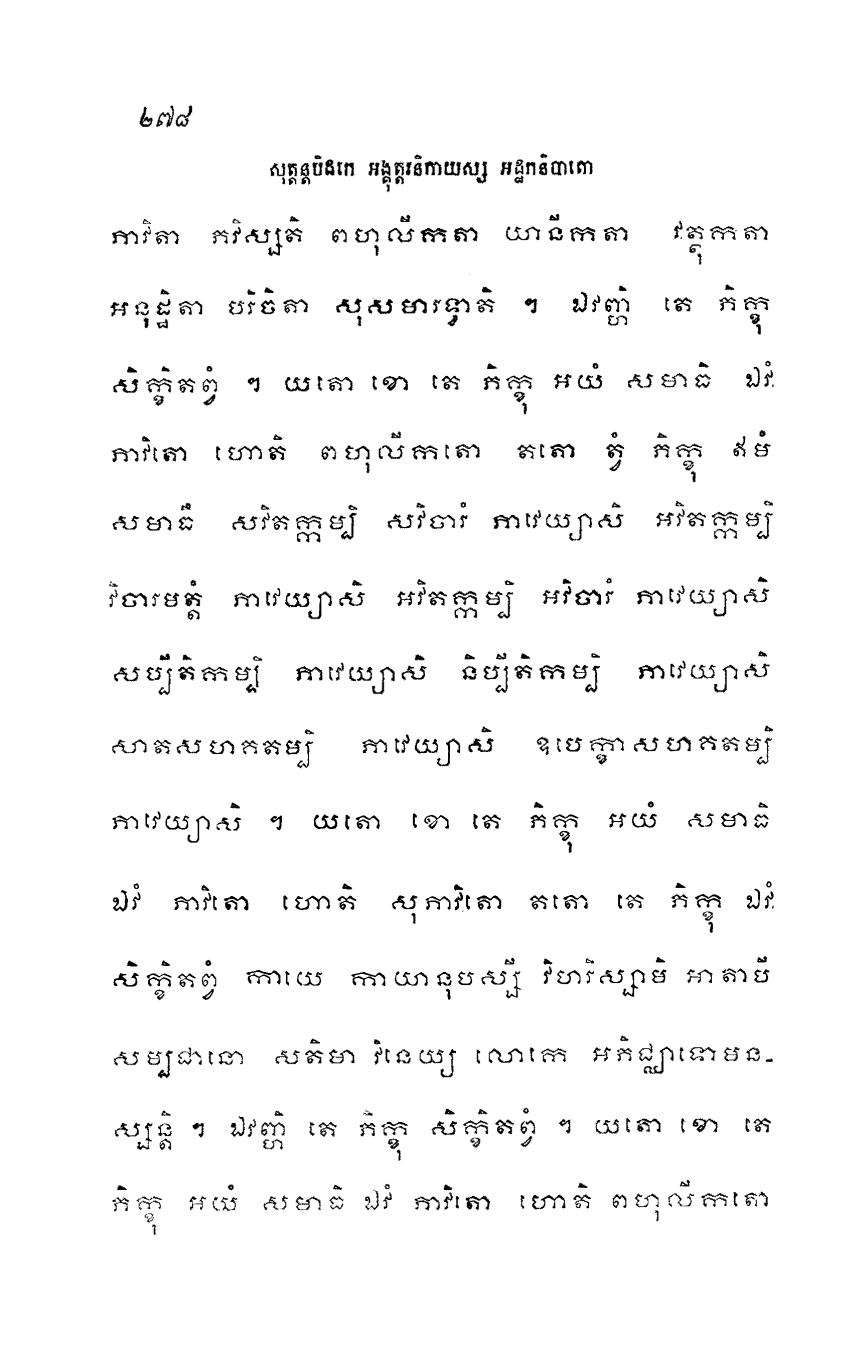 ២៧៨
សុត្តន្តបិដកេ អង្គុត្តរនិកាយស្ស អដ្ឋកនិបាតោ
ភាវិតា ភវិស្សតិ ពហុលីកតា យានីកតា វត្ថុកតា
អនុដ្ឋិតា បរិចិតា សុសមារទ្ធាតិ ។ ឯវញ្ហិ តេ ភិក្ខុ
សិក្ខិតព្វំ ។ យតោ ខោ តេ ភិក្ខុ អយំ សមាធិ ឯវំ
ភាវិតោ ហោតិ ពហុលីកតោ តតោ ត្វំ ភិក្ខុ ឥមំ
សមាធឹ សវិតក្កម្បិ សវិចារំ ភាវេយ្យាសិ អវិតក្កម្បិ
វិចារមត្តំ ភាវេយ្យាសិ អវិតក្កម្បិ អវិចារំ ភាវេយ្យាសិ
សប្បីតិកម្បិ ភាវេយ្យាសិ និប្បីតិកម្បិ ភាវេយ្យាសិ
សាតសហគតម្បិ ភាវេយ្យាសិ ឧបេក្ខាសហគតម្បិ
ភាវេយ្យាសិ ។ យតោ ខោ តេ ភិក្ខុ អយំ សមាធិ
ឯវំ ភាវិតោ ហោតិ សុភាវិតោ តតោ តេ ភិក្ខុ ឯវំ
សិក្ខិតព្វំ កាយេ កាយានុបស្សី វិហរិស្សាមិ អាតាបី
សម្បជានោ សតិមា វិនេយ្យ លោកេ អភិជ្ឈាទោមន-
ស្សន្តិ ។ ឯវញ្ហិ តេ ភិក្ខុ សិក្ខិតព្វំ ។ យតោ ខោ តេ
ភិក្ខុ អយំ សមាធិ ឯវំ ភាវិតោ ហោតិ ពហុលីកតោ